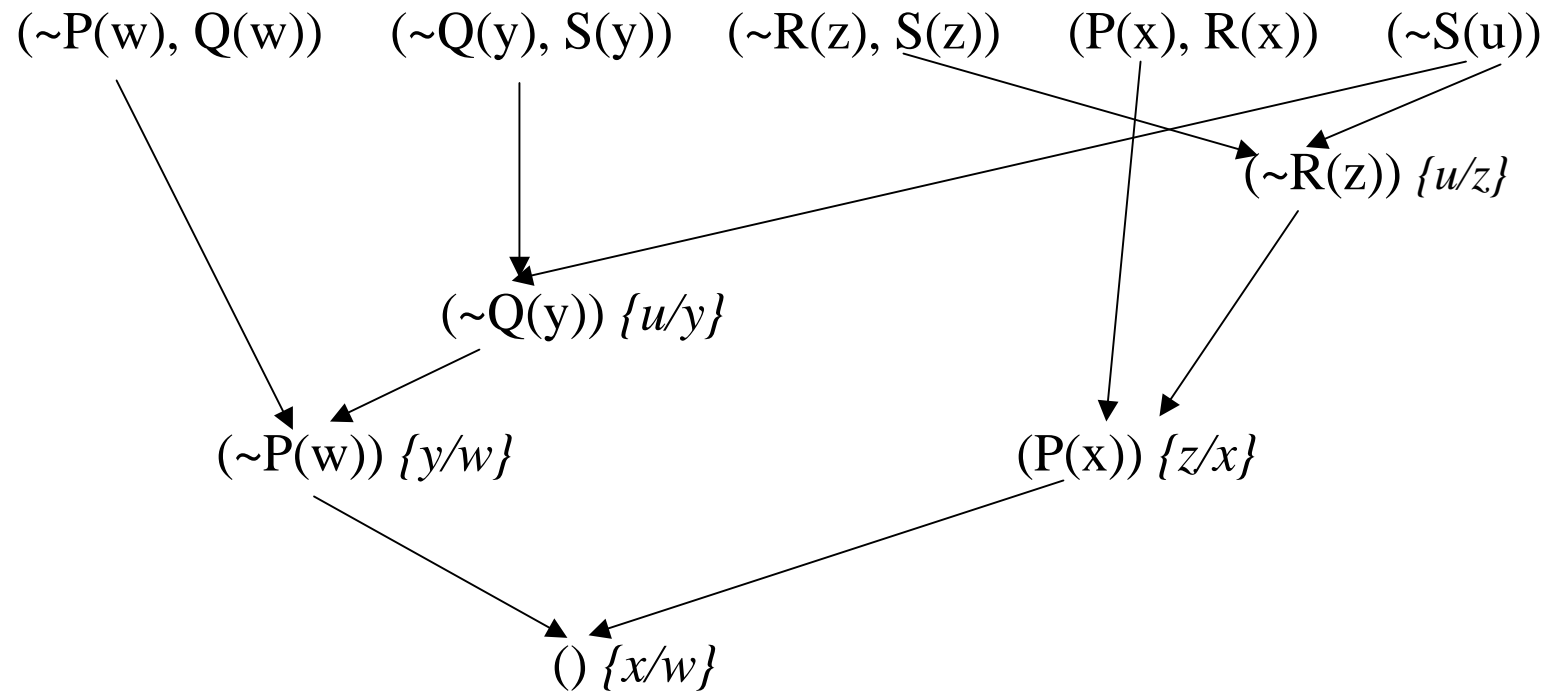 (~P(w), Q(w)) (~Q(y), S(y)) (~R(z), S(z)) (P(x), R(x)) (~S(u))
(~R(z)) {u/z}
(~Q(y)) {u/y}
(~P(w)) {y/w} (P(x)) {z/x}
() {x/w}